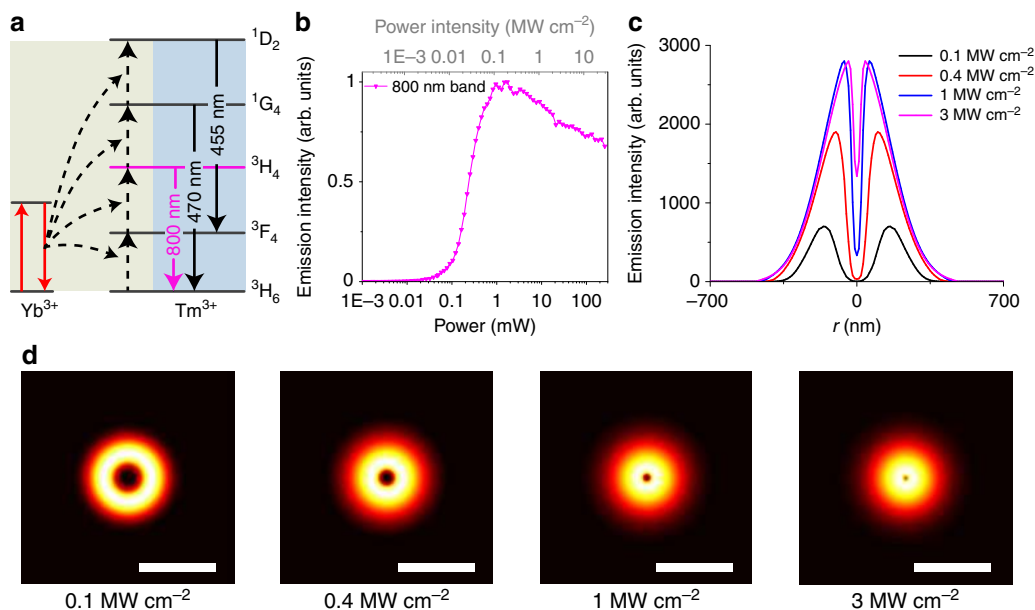 a
¹D₂
¹G₄
³H₄
³F₄
³H₆
455 nm
470 nm
800 nm
Yb³⁺
Tm³⁺
b
Power intensity (MW cm⁻²)
1E−3 0.01 0.1 1 10
800 nm band
Emission intensity (arb. units)
1
0.5
0
1E−3 0.01 0.1 1 10 100
Power (mW)
c
Emission intensity (arb. units)
3000
2000
1000
0
−700 0 700
r (nm)
0.1 MW cm⁻²
0.4 MW cm⁻²
1 MW cm⁻²
3 MW cm⁻²
d
0.1 MW cm⁻² 0.4 MW cm⁻² 1 MW cm⁻² 3 MW cm⁻²